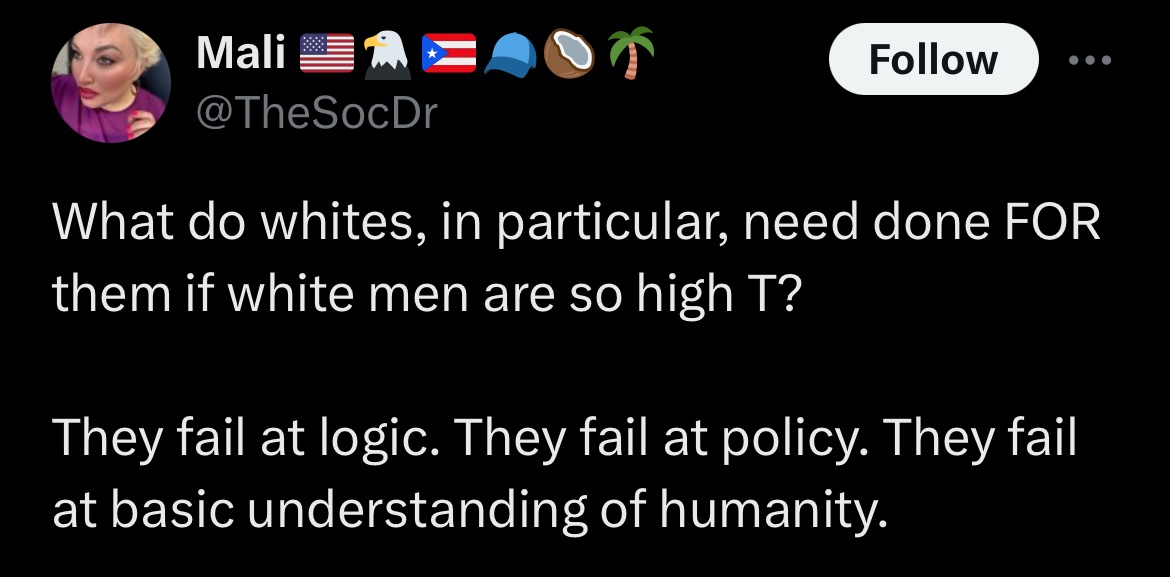 Mali 🇺🇸🦅🇵🇷🧢🥥🌴
Follow
@TheSocDr
What do whites, in particular, need done FOR
them if white men are so high T?
They fail at logic. They fail at policy. They fail
at basic understanding of humanity.